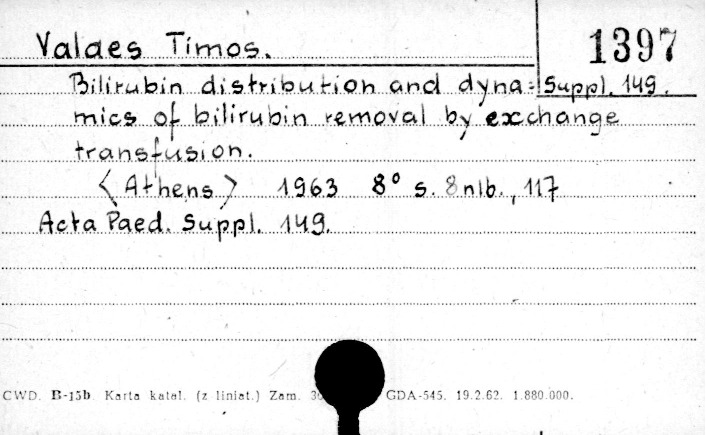 Valaes Timos.
1397
Bilirubin distribution and dyna=
Suppl. 149.
mics of bilirubin removal by exchange
transfusion.
<Athens> 1963 8° s. 8nlb., 117
Acta Paed. Suppl. 149.
CWD. B-15b. Karta katal. (z liniat.) Zam. GDA-545. 19.2.62. 1.880.000.